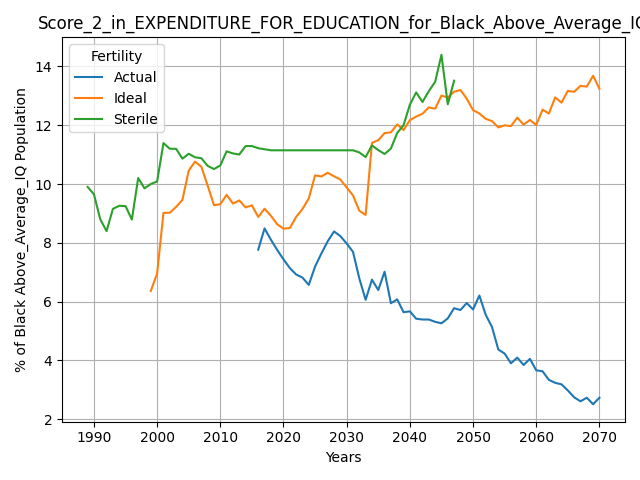 Score_2_in_EXPENDITURE_FOR_EDUCATION_for_Black_Above_Average_IQ
Fertility
Actual
Ideal
Sterile
% of Black Above_Average_IQ Population
14
12
10
8
6
4
2
1990 2000 2010 2020 2030 2040 2050 2060 2070
Years